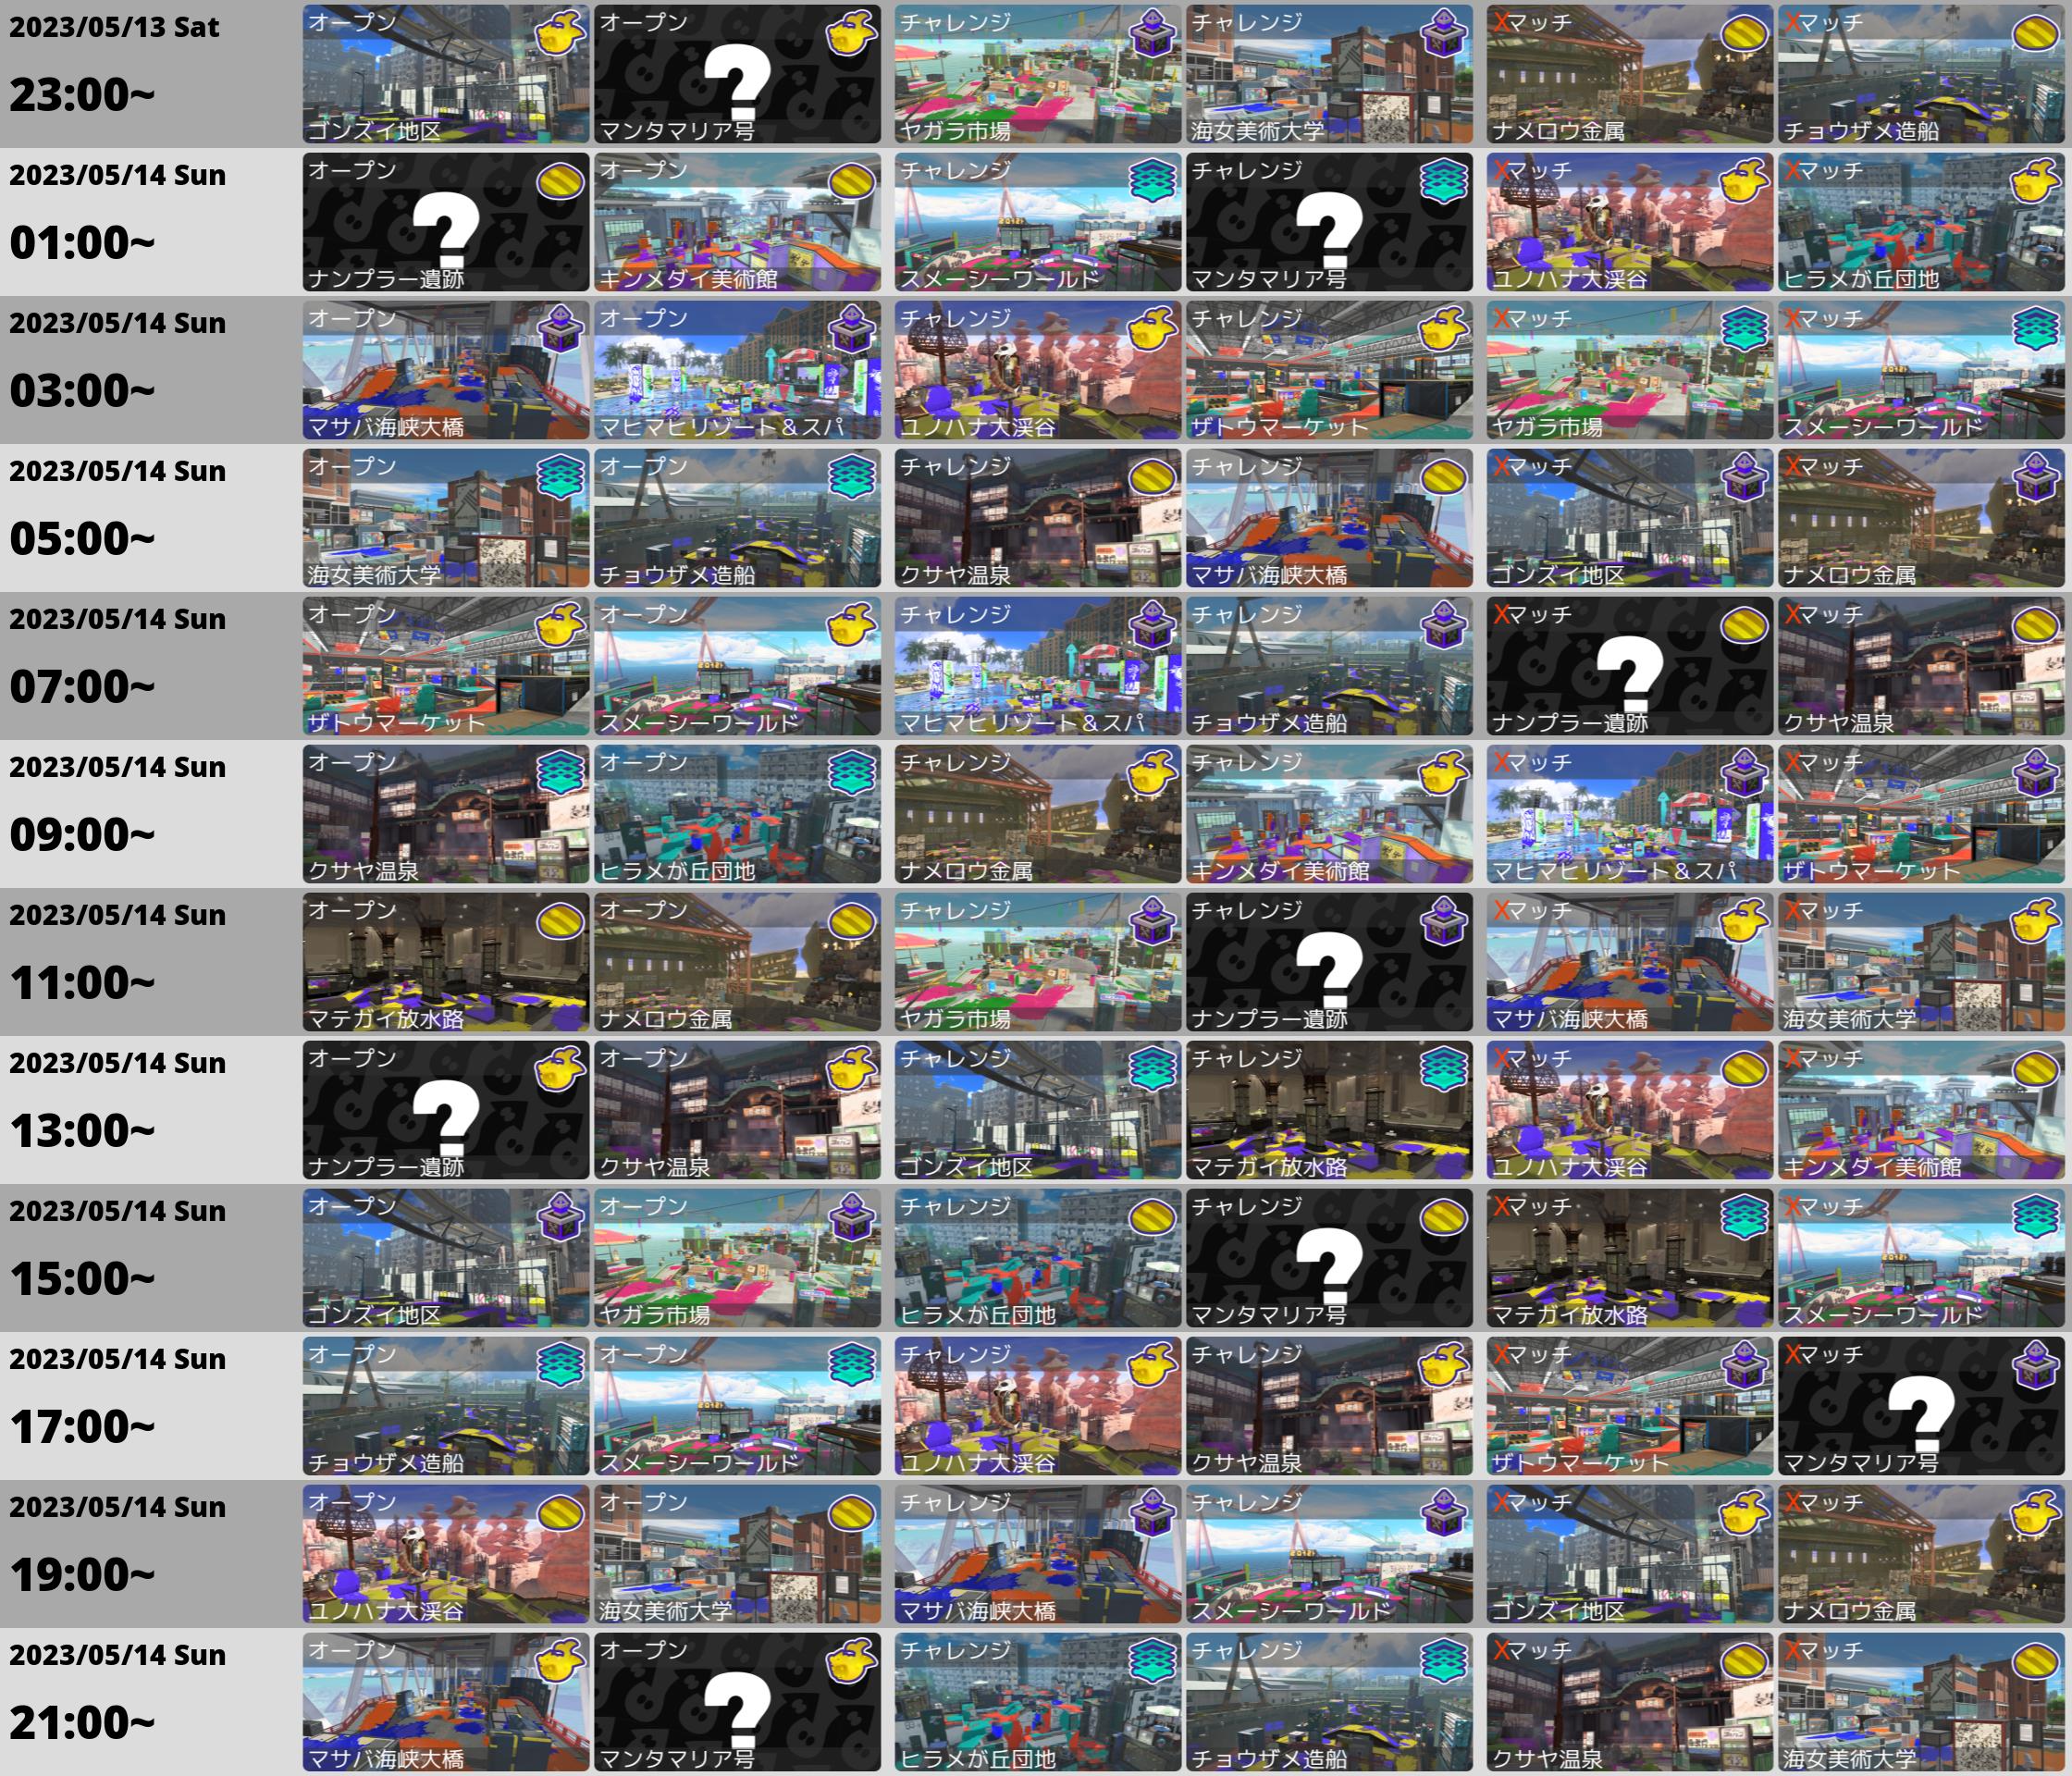 2023/05/13 Sat
23:00~
オープン
ゴンズイ地区
オープン
マンタマリア号
チャレンジ
ヤガラ市場
チャレンジ
海女美術大学
Xマッチ
ナメロウ金属
Xマッチ
チョウザメ造船
2023/05/14 Sun
01:00~
オープン
ナンプラー遺跡
オープン
キンメダイ美術館
チャレンジ
スメーシーワールド
チャレンジ
マンタマリア号
Xマッチ
ユノハナ大渓谷
Xマッチ
ヒラメが丘団地
2023/05/14 Sun
03:00~
オープン
マサバ海峡大橋
オープン
マヒマヒリゾート＆スパ
チャレンジ
ユノハナ大渓谷
チャレンジ
ザトウマーケット
Xマッチ
ヤガラ市場
Xマッチ
スメーシーワールド
2023/05/14 Sun
05:00~
オープン
海女美術大学
オープン
チョウザメ造船
チャレンジ
クサヤ温泉
チャレンジ
マサバ海峡大橋
Xマッチ
ゴンズイ地区
Xマッチ
ナメロウ金属
2023/05/14 Sun
07:00~
オープン
ザトウマーケット
オープン
スメーシーワールド
チャレンジ
マヒマヒリゾート＆スパ
チャレンジ
チョウザメ造船
Xマッチ
ナンプラー遺跡
Xマッチ
クサヤ温泉
2023/05/14 Sun
09:00~
オープン
クサヤ温泉
オープン
ヒラメが丘団地
チャレンジ
ナメロウ金属
チャレンジ
キンメダイ美術館
Xマッチ
マヒマヒリゾート＆スパ
Xマッチ
ザトウマーケット
2023/05/14 Sun
11:00~
オープン
マテガイ放水路
オープン
ナメロウ金属
チャレンジ
ヤガラ市場
チャレンジ
ナンプラー遺跡
Xマッチ
マサバ海峡大橋
Xマッチ
海女美術大学
2023/05/14 Sun
13:00~
オープン
ナンプラー遺跡
オープン
クサヤ温泉
チャレンジ
ゴンズイ地区
チャレンジ
マテガイ放水路
Xマッチ
ユノハナ大渓谷
Xマッチ
キンメダイ美術館
2023/05/14 Sun
15:00~
オープン
ゴンズイ地区
オープン
ヤガラ市場
チャレンジ
ヒラメが丘団地
チャレンジ
マンタマリア号
Xマッチ
マテガイ放水路
Xマッチ
スメーシーワールド
2023/05/14 Sun
17:00~
オープン
チョウザメ造船
オープン
スメーシーワールド
チャレンジ
ユノハナ大渓谷
チャレンジ
クサヤ温泉
Xマッチ
ザトウマーケット
Xマッチ
マンタマリア号
2023/05/14 Sun
19:00~
オープン
ユノハナ大渓谷
オープン
海女美術大学
チャレンジ
マサバ海峡大橋
チャレンジ
スメーシーワールド
Xマッチ
ゴンズイ地区
Xマッチ
ナメロウ金属
2023/05/14 Sun
21:00~
オープン
マサバ海峡大橋
オープン
マンタマリア号
チャレンジ
ヒラメが丘団地
チャレンジ
チョウザメ造船
Xマッチ
クサヤ温泉
Xマッチ
海女美術大学